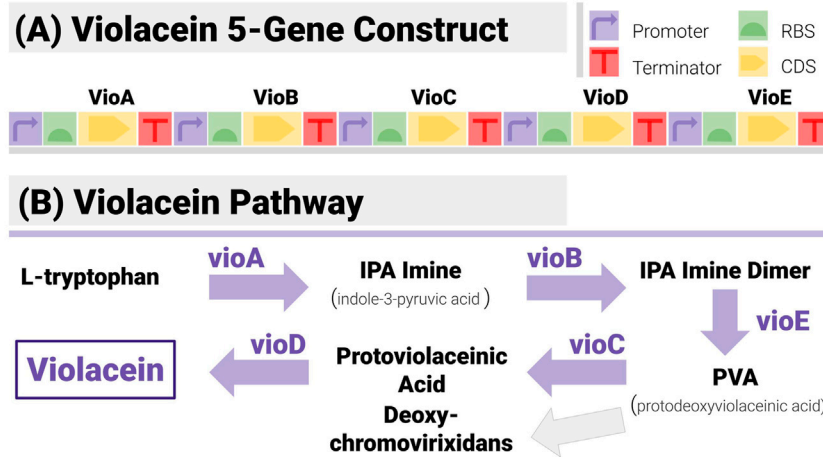 (A) Violacein 5-Gene Construct
Promoter
RBS
Terminator
CDS
VioA
VioB
VioC
VioD
VioE
(B) Violacein Pathway
L-tryptophan
vioA
IPA Imine
(indole-3-pyruvic acid )
vioB
IPA Imine Dimer
vioE
PVA
(protodeoxyviolaceinic acid)
vioC
Protoviolaceinic
Acid
vioD
Violacein
Deoxy-
chromovirixidans